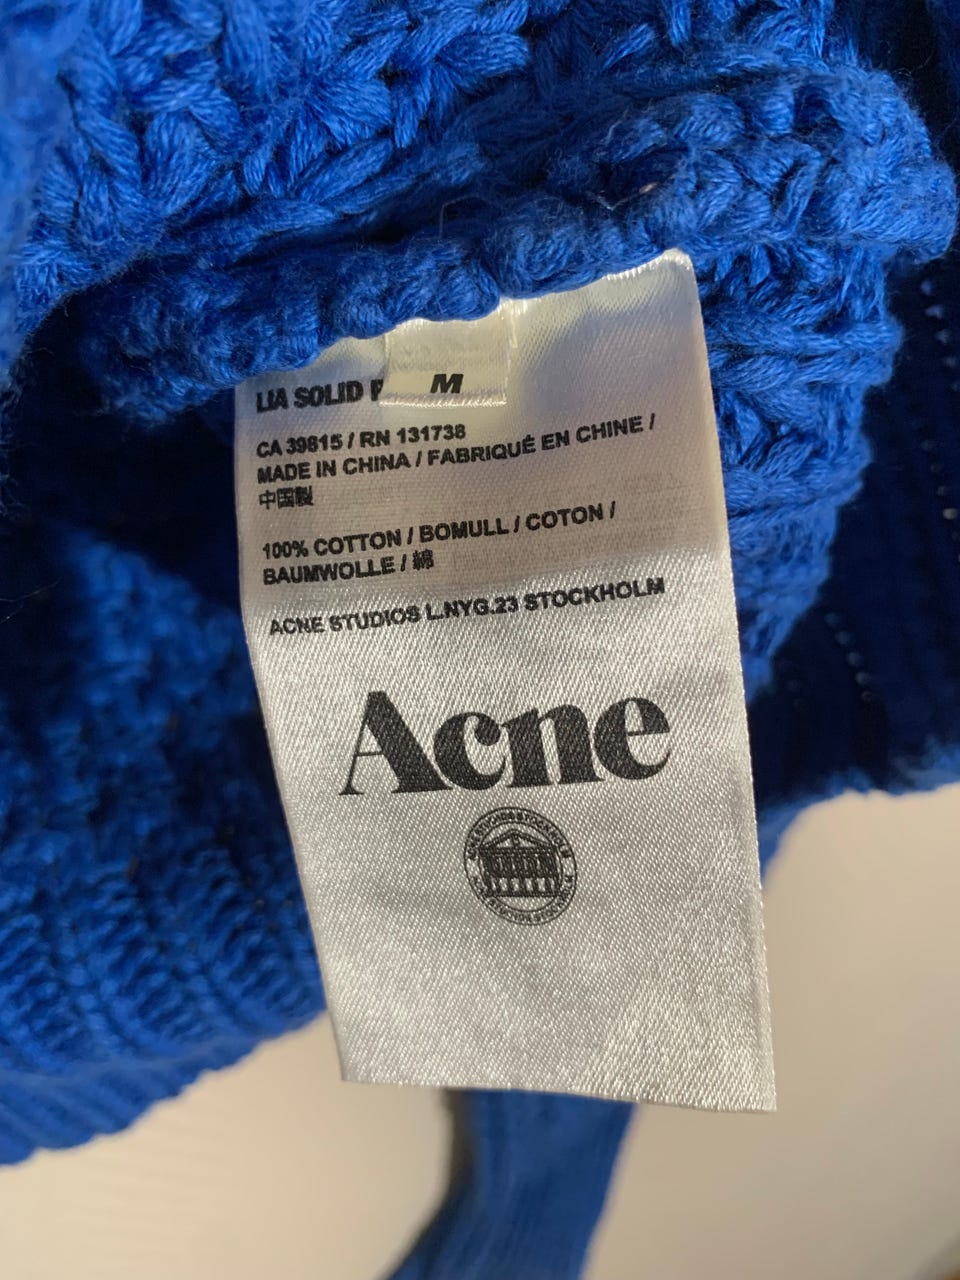 M
LIA SOLID
CA 39815 / RN 131738
MADE IN CHINA / FABRIQUÉ EN CHINE /
中国製
100% COTTON / BOMULL / COTON /
BAUMWOLLE / 綿
ACNE STUDIOS L.NYG.23 STOCKHOLM
Acne